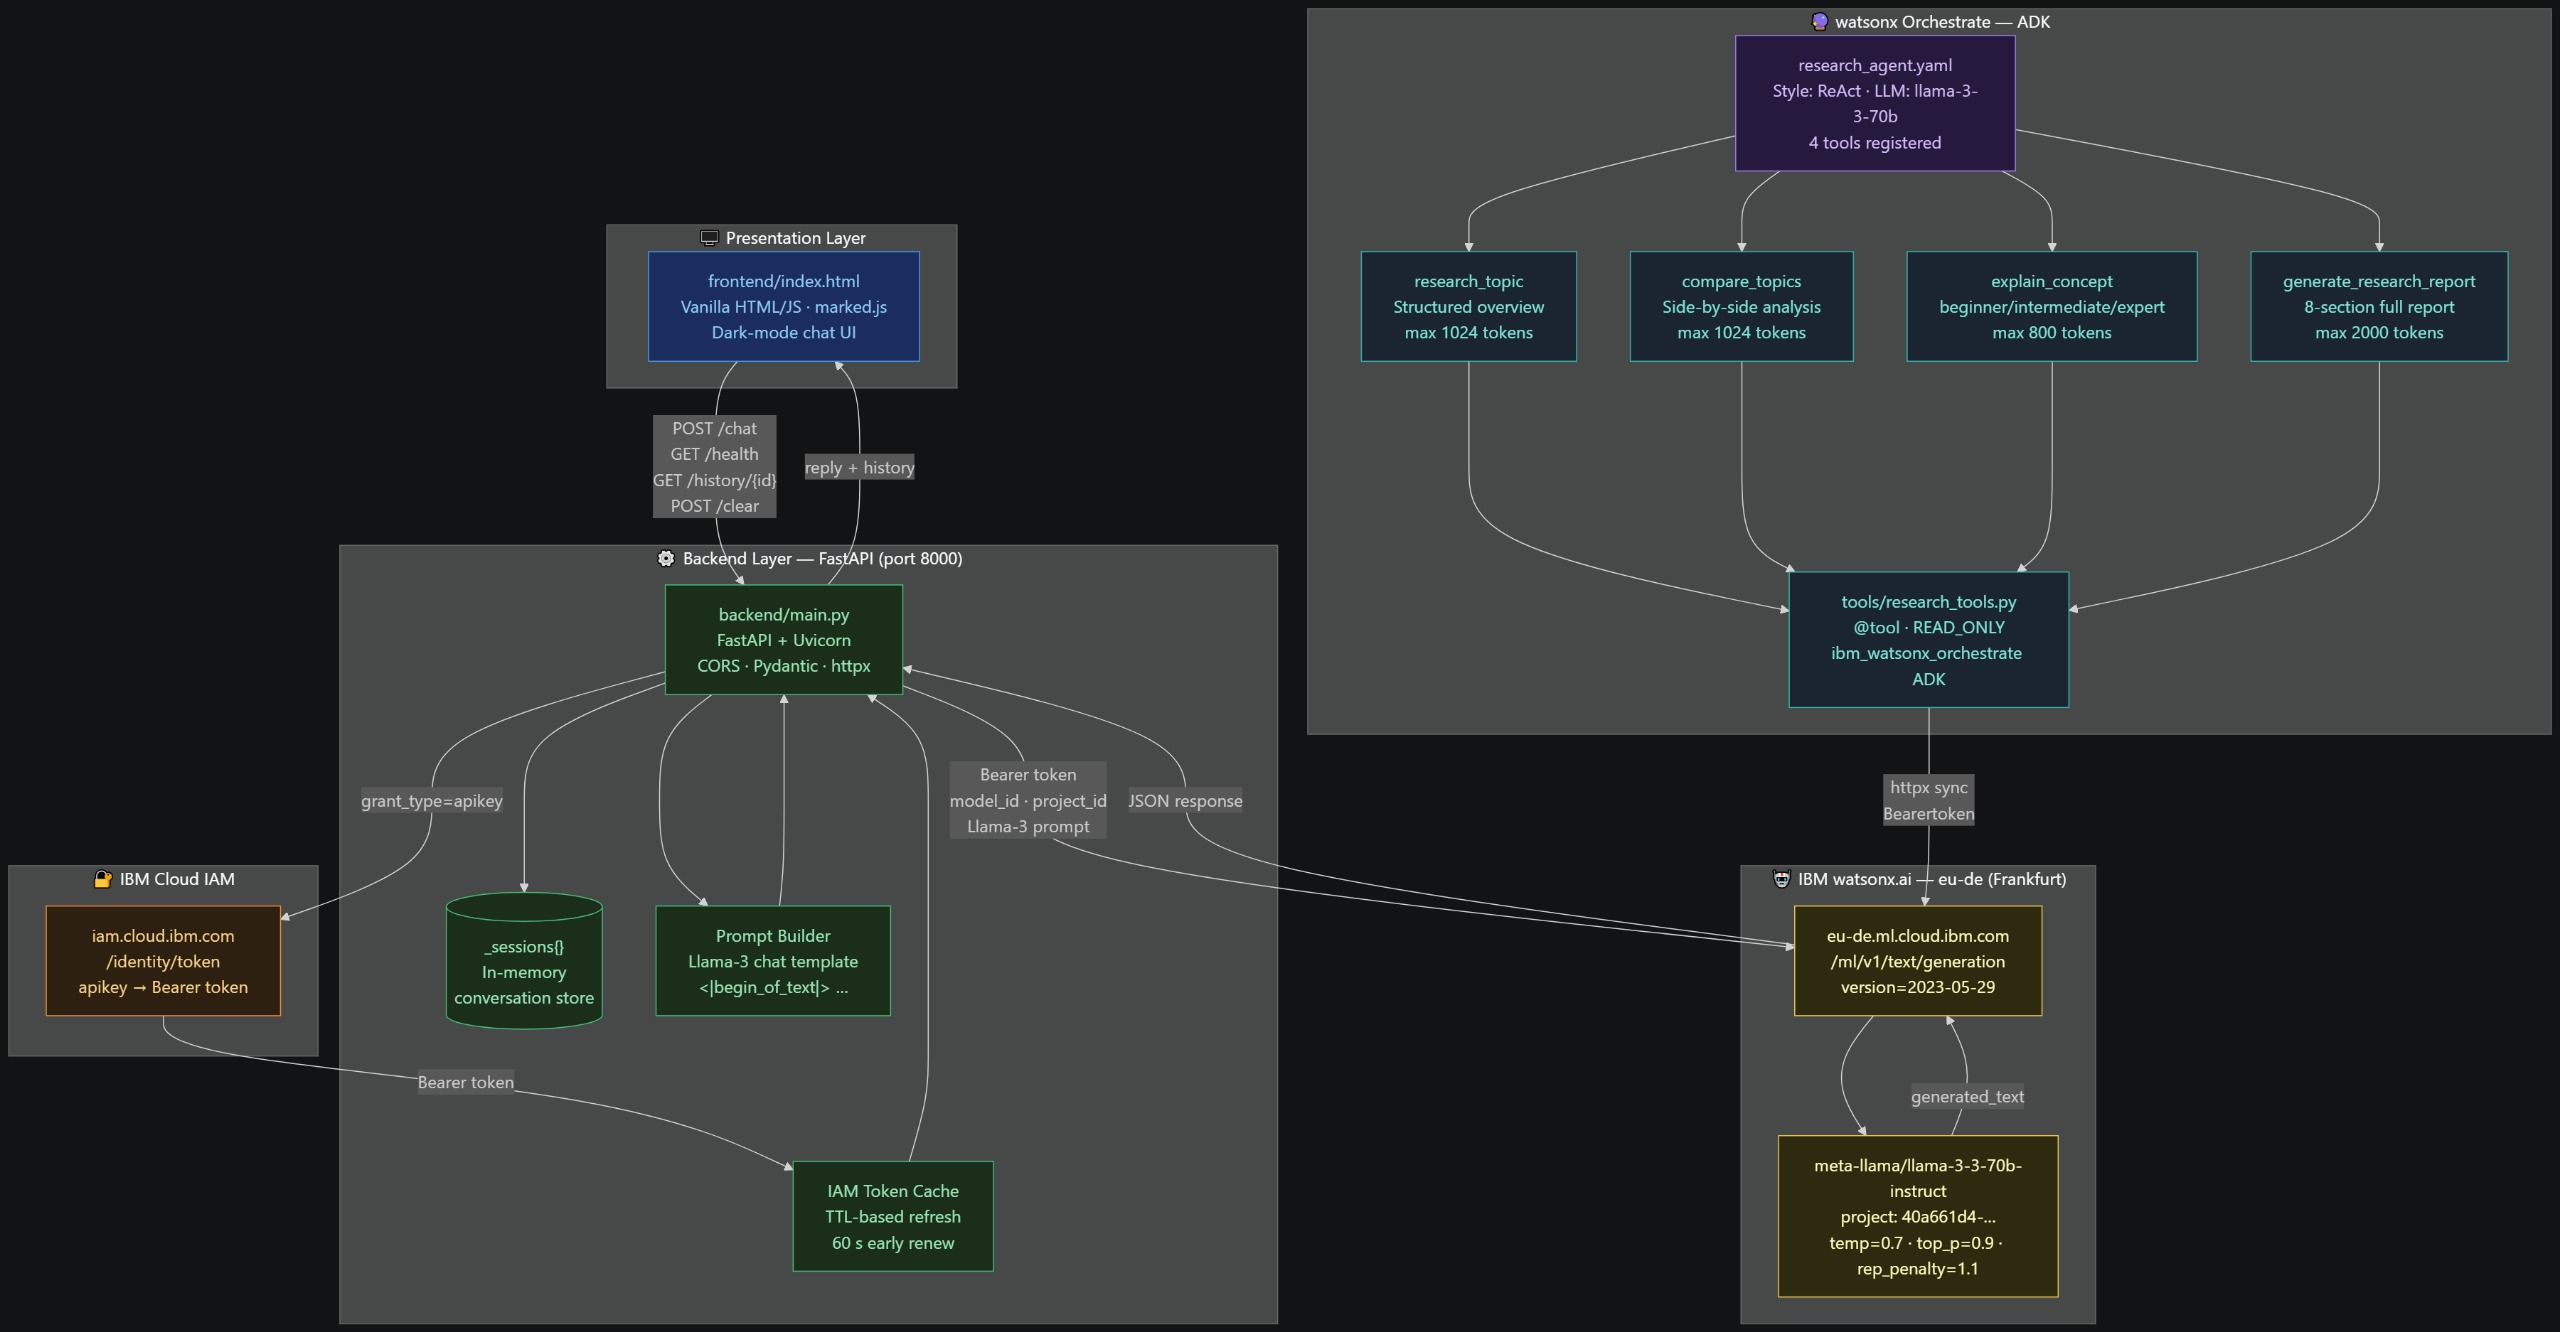 watsonx Orchestrate — ADK
research_agent.yaml
Style: ReAct · LLM: llama-3-
3-70b
4 tools registered
Presentation Layer
frontend/index.html
Vanilla HTML/JS · marked.js
Dark-mode chat UI
research_topic
Structured overview
max 1024 tokens
compare_topics
Side-by-side analysis
max 1024 tokens
explain_concept
beginner/intermediate/expert
max 800 tokens
generate_research_report
8-section full report
max 2000 tokens
POST /chat
GET /health
GET /history/{id}
POST /clear
reply + history
Backend Layer — FastAPI (port 8000)
backend/main.py
FastAPI + Uvicorn
CORS · Pydantic · httpx
tools/research_tools.py
@tool · READ_ONLY
ibm_watsonx_orchestrate
ADK
grant_type=apikey
Bearer token
model_id · project_id
Llama-3 prompt
JSON response
httpx sync
Bearertoken
IBM Cloud IAM
iam.cloud.ibm.com
/identity/token
apikey → Bearer token
_sessions{}
In-memory
conversation store
Prompt Builder
Llama-3 chat template
<|begin_of_text|> ...
IBM watsonx.ai — eu-de (Frankfurt)
eu-de.ml.cloud.ibm.com
/ml/v1/text/generation
version=2023-05-29
Bearer token
generated_text
IAM Token Cache
TTL-based refresh
60 s early renew
meta-llama/llama-3-3-70b-
instruct
project: 40a661d4-...
temp=0.7 · top_p=0.9 ·
rep_penalty=1.1